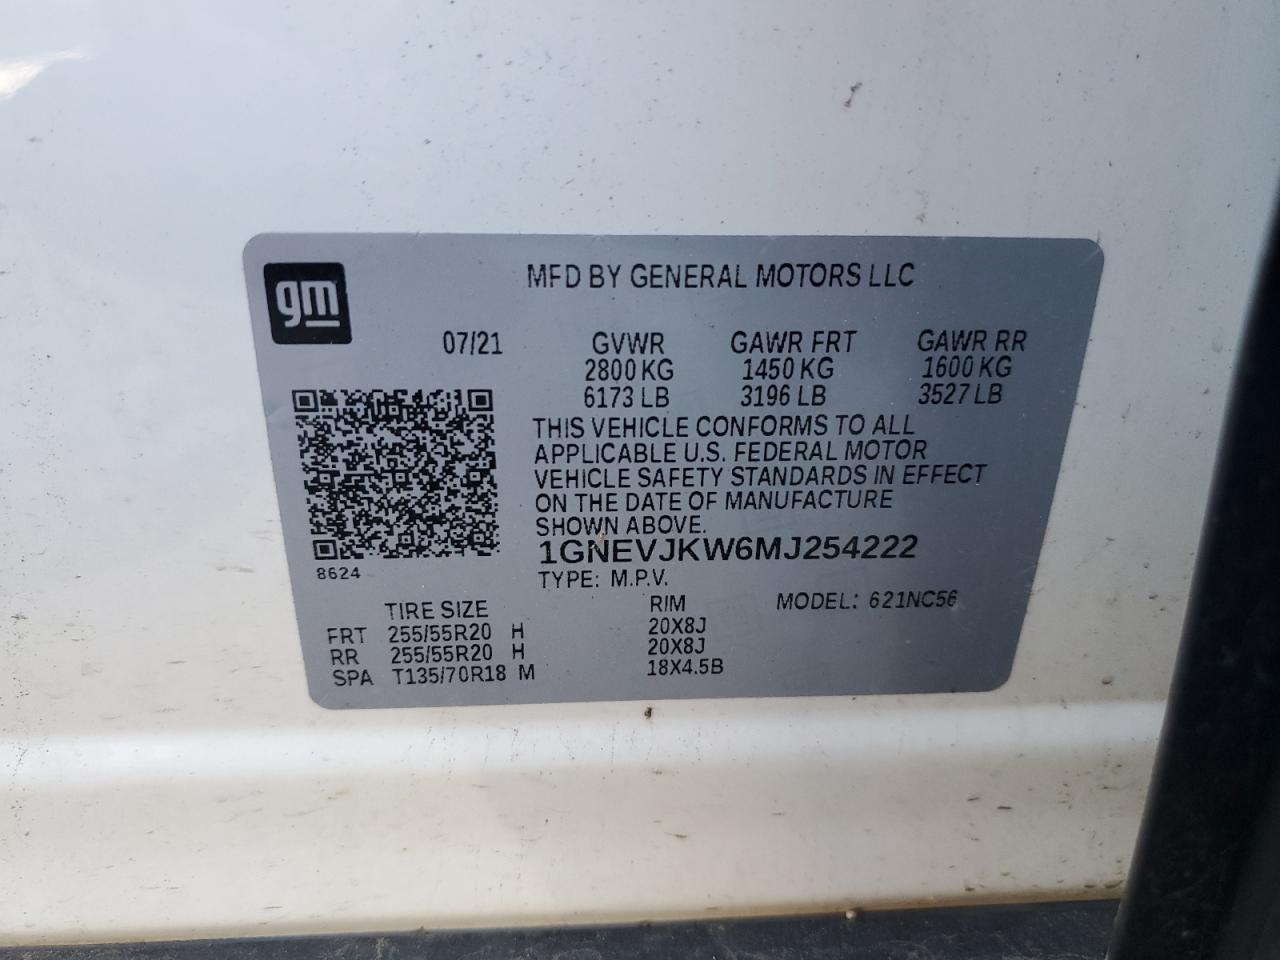 gm
MFD BY GENERAL MOTORS LLC
07/21 GVWR GAWR FRT GAWR RR
2800 KG 1450 KG 1600 KG
6173 LB 3196 LB 3527 LB
THIS VEHICLE CONFORMS TO ALL
APPLICABLE U.S. FEDERAL MOTOR
VEHICLE SAFETY STANDARDS IN EFFECT
ON THE DATE OF MANUFACTURE
SHOWN ABOVE.
1GNEVJKW6MJ254222
8624
TYPE: M.P.V.
TIRE SIZE RIM MODEL: 621NC56
FRT 255/55R20 H 20X8J
RR 255/55R20 H 20X8J
SPA T135/70R18 M 18X4.5B